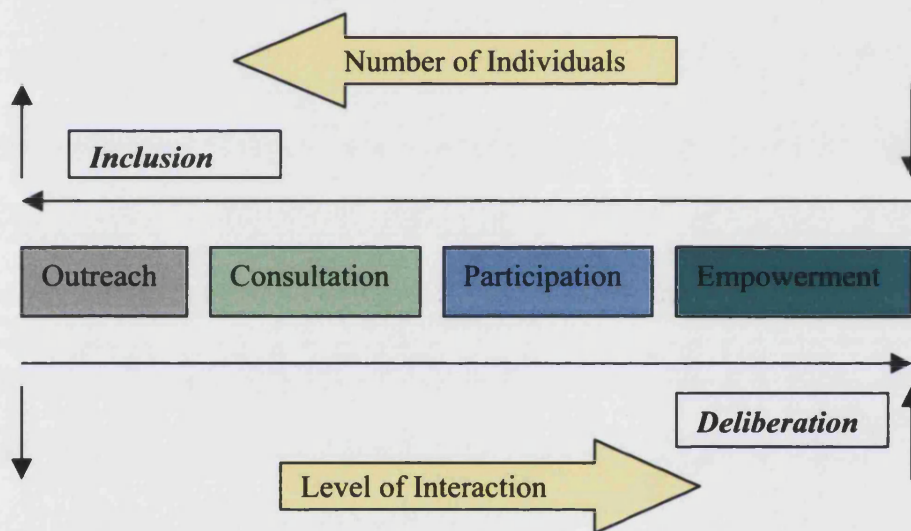 Number of Individuals
Inclusion
Outreach
Consultation
Participation
Empowerment
Deliberation
Level of Interaction